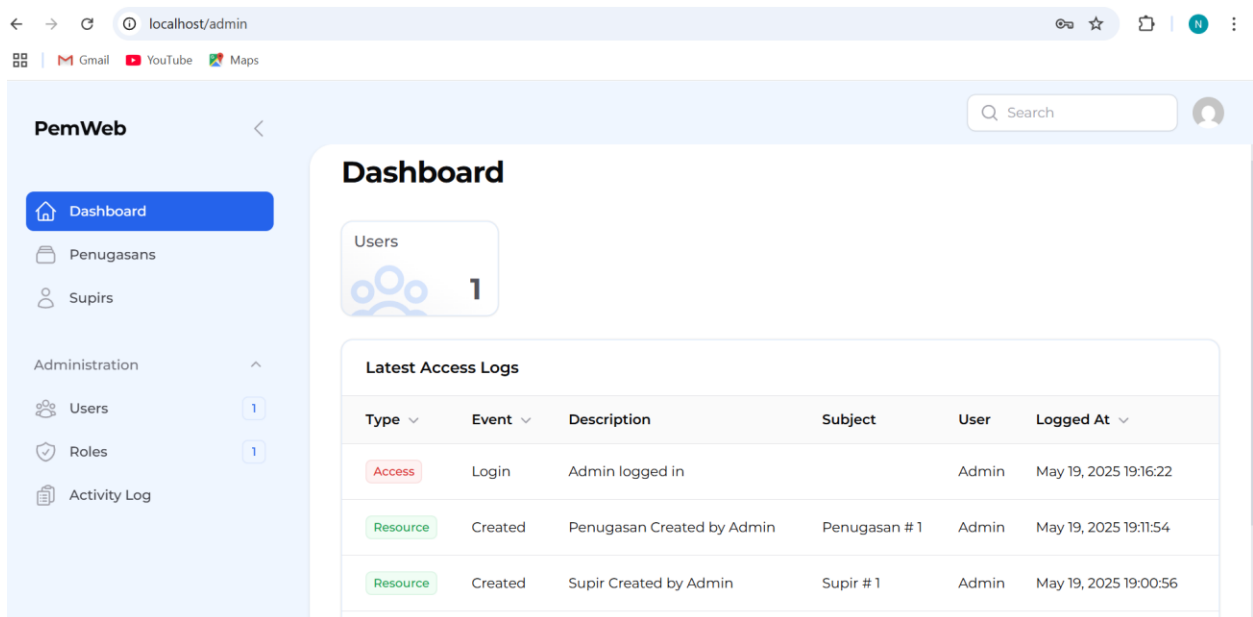 localhost/admin
N
Gmail YouTube Maps
PemWeb
Search
Dashboard
Dashboard
Penugasans
Supirs
Administration
Users 1
Roles 1
Activity Log
Users
1
Latest Access Logs
Type Event Description Subject User Logged At
Access Login Admin logged in Admin May 19, 2025 19:16:22
Resource Created Penugasan Created by Admin Penugasan # 1 Admin May 19, 2025 19:11:54
Resource Created Supir Created by Admin Supir # 1 Admin May 19, 2025 19:00:56